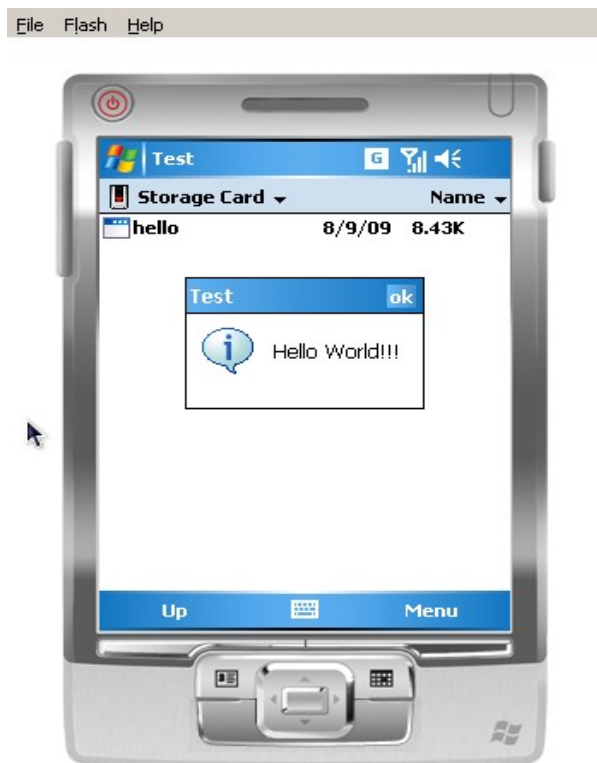 File Flash Help
Test G
Storage Card Name
hello 8/9/09 8.43K
Test ok
Hello World!!!
Up Menu